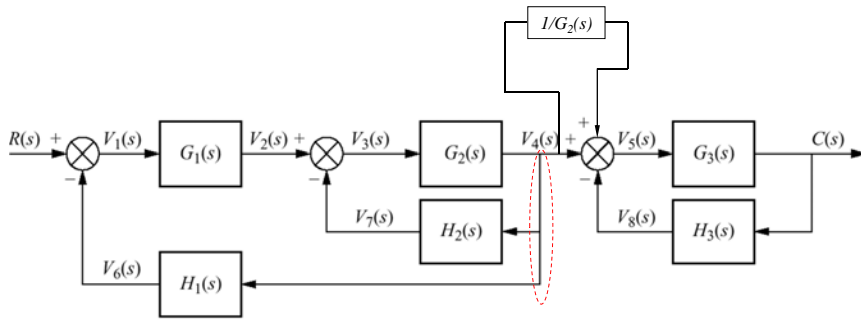 1/G2(s)
R(s) + V1(s) G1(s) V2(s) + V3(s) G2(s) V4(s) + + V5(s) G3(s) C(s)
− − −
V7(s) H2(s) V8(s) H3(s)
V6(s) H1(s)